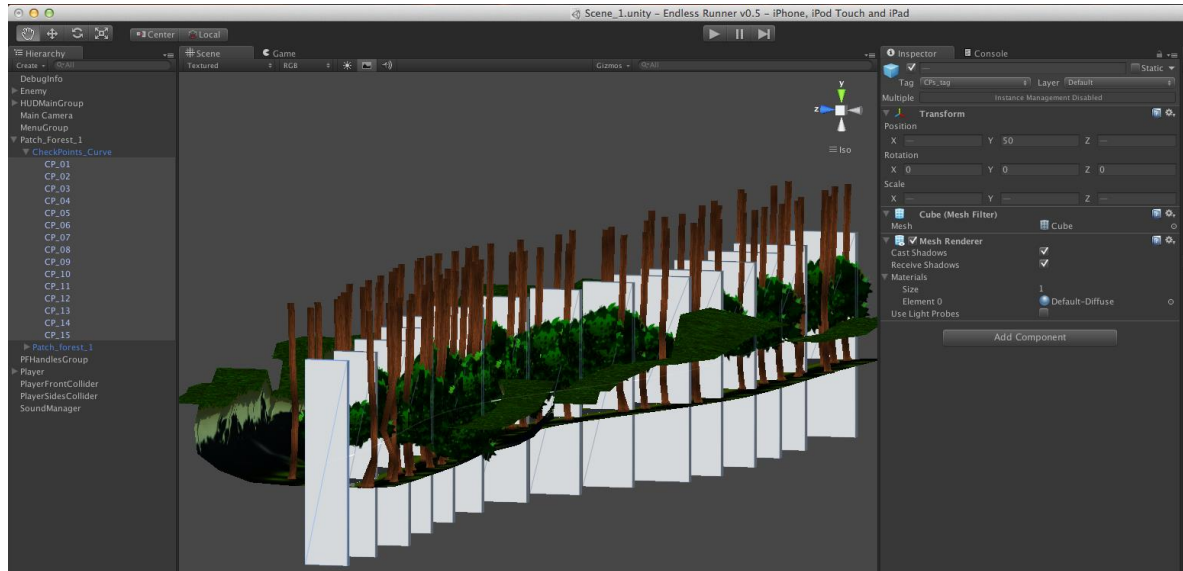 Scene_1.unity – Endless Runner v0.5 – iPhone, iPod Touch and iPad
Center
Local
Hierarchy
Create
All
DebugInfo
Enemy
HUDMainGroup
Main Camera
MenuGroup
Patch_Forest_1
CheckPoints_Curve
CP_01
CP_02
CP_03
CP_04
CP_05
CP_06
CP_07
CP_08
CP_09
CP_10
CP_11
CP_12
CP_13
CP_14
CP_15
Patch_forest_1
PFHandlesGroup
Player
PlayerFrontCollider
PlayerSidesCollider
SoundManager
Scene
Game
Textured
RGB
Gizmos
All
y
z
Iso
Inspector
Console
—
Static
Tag CPs_tag Layer Default
Multiple Instance Management Disabled
Transform
Position
X — Y 50 Z —
Rotation
X 0 Y 0 Z 0
Scale
X — Y — Z —
Cube (Mesh Filter)
Mesh Cube
Mesh Renderer
Cast Shadows
Receive Shadows
Materials
Size 1
Element 0 Default-Diffuse
Use Light Probes
Add Component